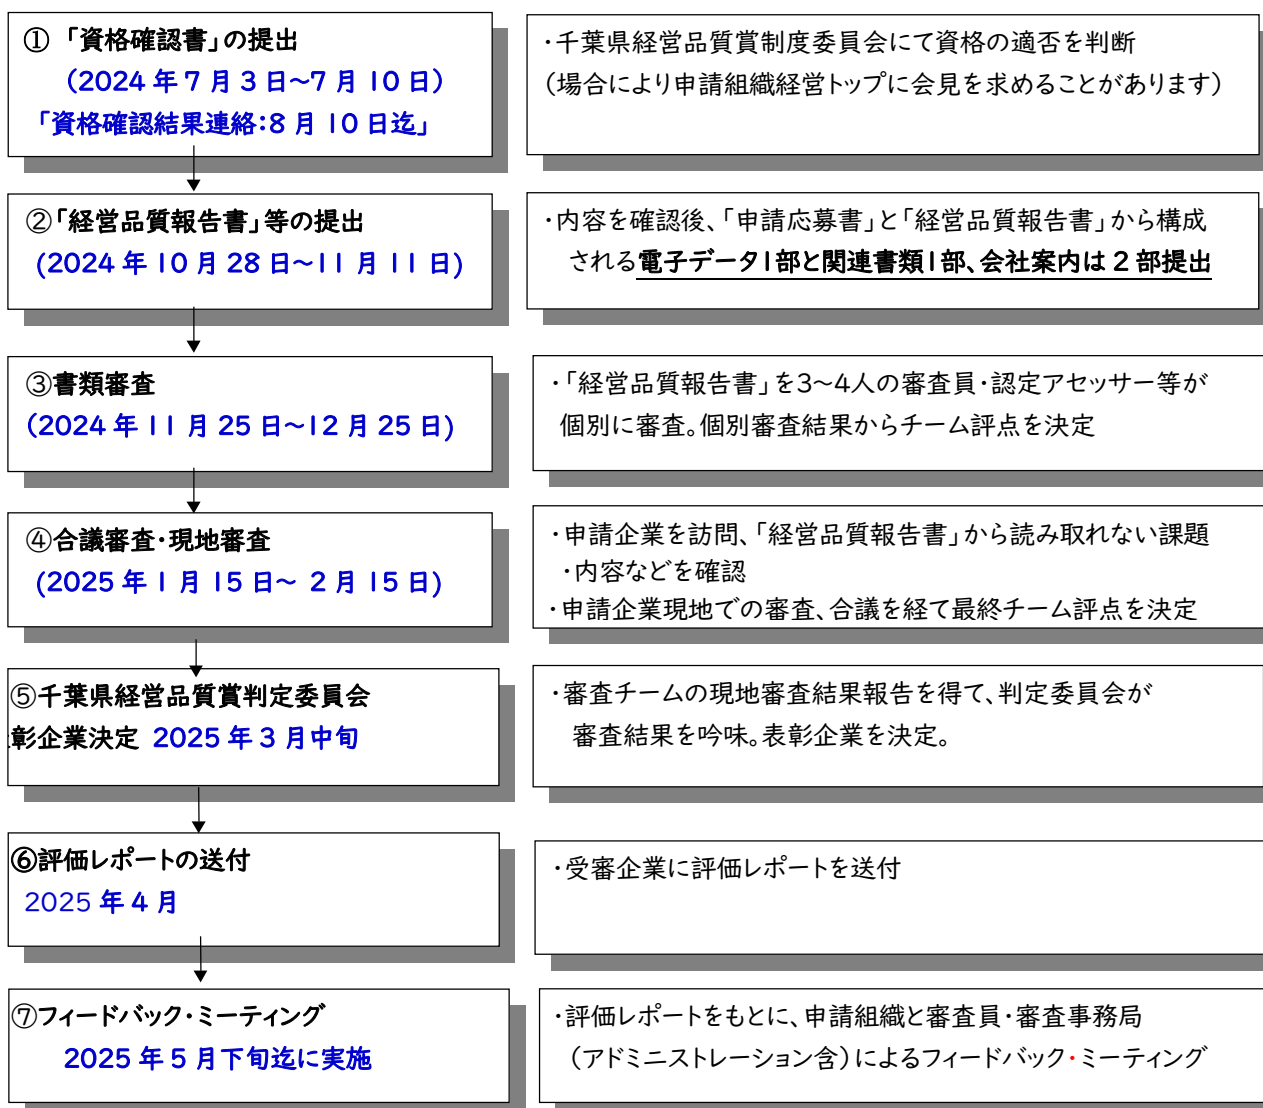 ① 「資格確認書」の提出
(2024年7月3日~7月10日)
「資格確認結果連絡:8月10日迄」
・千葉県経営品質賞制度委員会にて資格の適否を判断
(場合により申請組織経営トップに会見を求めることがあります)
②「経営品質報告書」等の提出
(2024年10月28日~11月11日)
・内容を確認後、「申請応募書」と「経営品質報告書」から構成
される電子データ1部と関連書類1部、会社案内は2部提出
③書類審査
(2024年11月25日~12月25日)
・「経営品質報告書」を3~4人の審査員・認定アセッサー等が
個別に審査。個別審査結果からチーム評点を決定
④合議審査・現地審査
(2025年1月15日~ 2月15日)
・申請企業を訪問、「経営品質報告書」から読み取れない課題
・内容などを確認
・申請企業現地での審査、合議を経て最終チーム評点を決定
⑤千葉県経営品質賞判定委員会
彰企業決定 2025年3月中旬
・審査チームの現地審査結果報告を得て、判定委員会が
審査結果を吟味。表彰企業を決定。
⑥評価レポートの送付
2025年4月
・受審企業に評価レポートを送付
⑦フィードバック・ミーティング
2025年5月下旬迄に実施
・評価レポートをもとに、申請組織と審査員・審査事務局
(アドミニストレーション含)によるフィードバック・ミーティング